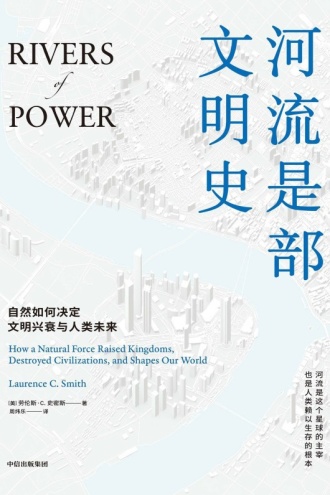 RIVERS
of
POWER
河流是部
文明史
自然如何决定
文明兴衰与人类未来
How a Natural Force Raised Kingdoms,
Destroyed Civilizations, and Shapes Our World
Laurence C. Smith
[美] 劳伦斯·C. 史密斯——著
周炜乐——译
河流是这个星球的主宰
也是人类赖以生存的根本
中信出版集团